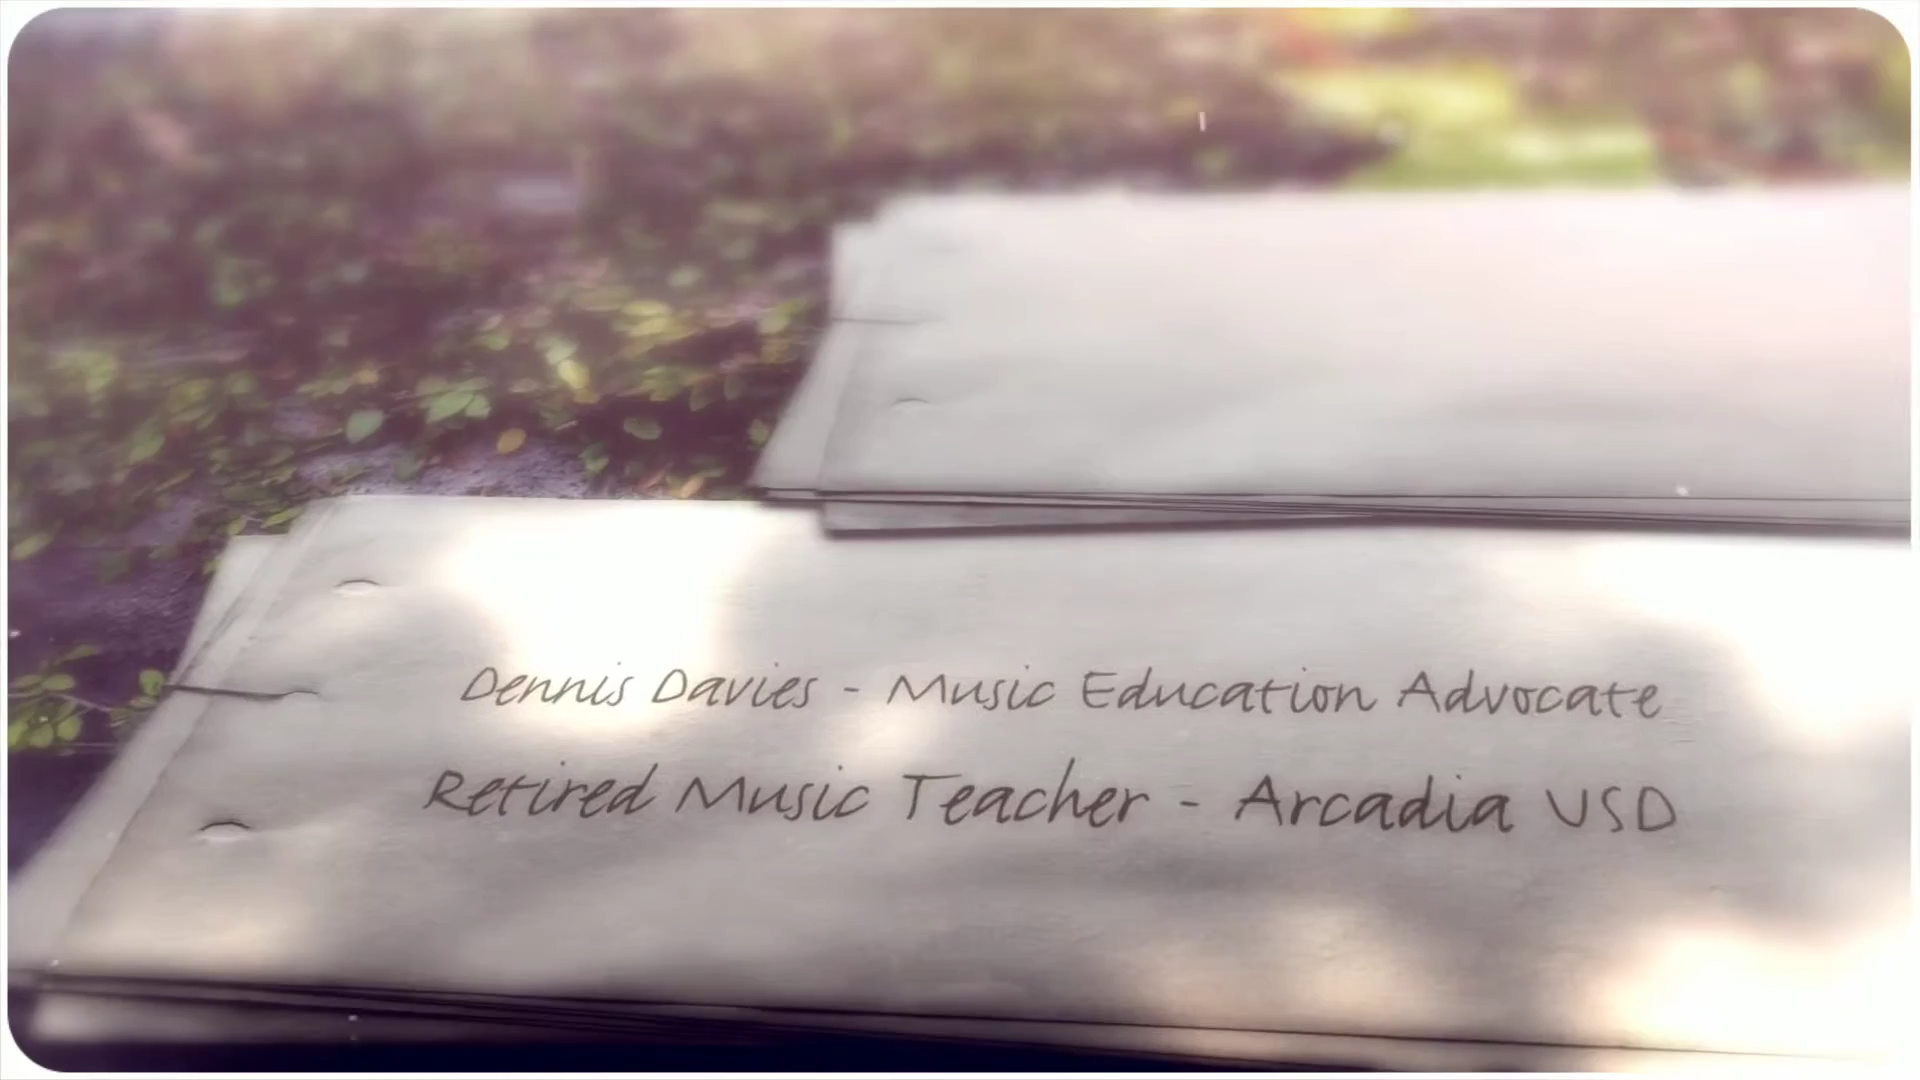 Dennis Davies - Music Education Advocate
Retired Music Teacher - Arcadia USD